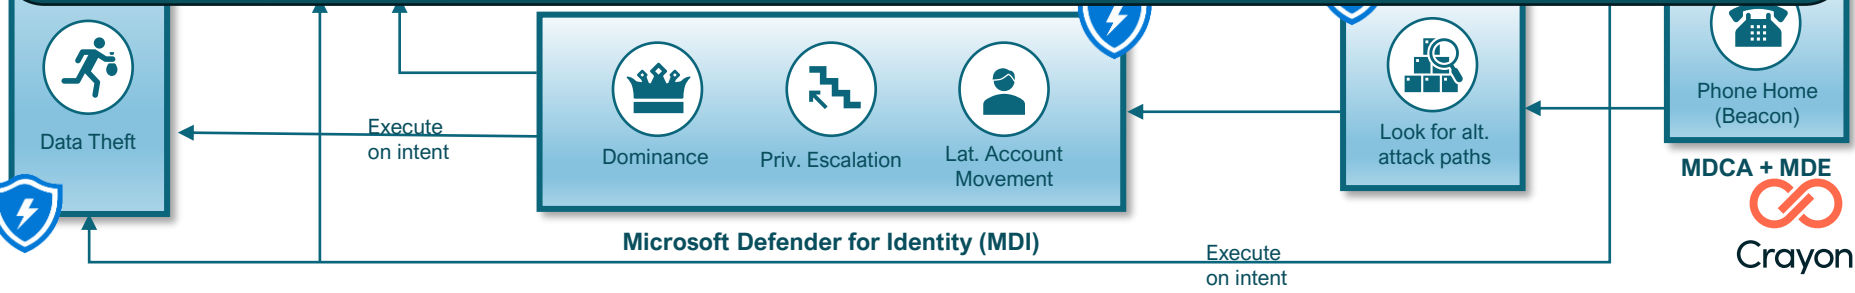 Data Theft
Execute
on intent
Dominance
Priv. Escalation
Lat. Account
Movement
Look for alt.
attack paths
Phone Home
(Beacon)
MDCA + MDE
Microsoft Defender for Identity (MDI)
Execute
on intent
Crayon